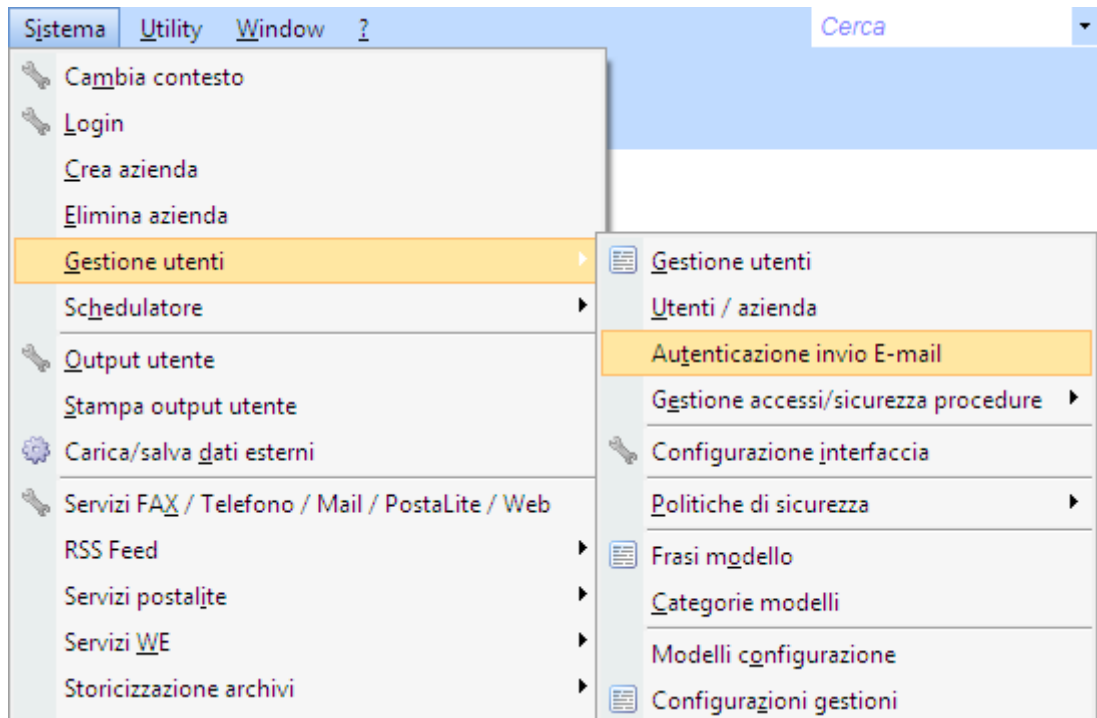 Sistema Utility Window ? Cerca
Cambia contesto
Login
Crea azienda
Elimina azienda
Gestione utenti
Schedulatore
Output utente
Stampa output utente
Carica/salva dati esterni
Servizi FAX / Telefono / Mail / PostaLite / Web
RSS Feed
Servizi postalite
Servizi WE
Storicizzazione archivi
Gestione utenti
Utenti / azienda
Autenticazione invio E-mail
Gestione accessi/sicurezza procedure
Configurazione interfaccia
Politiche di sicurezza
Frasi modello
Categorie modelli
Modelli configurazione
Configurazioni gestioni